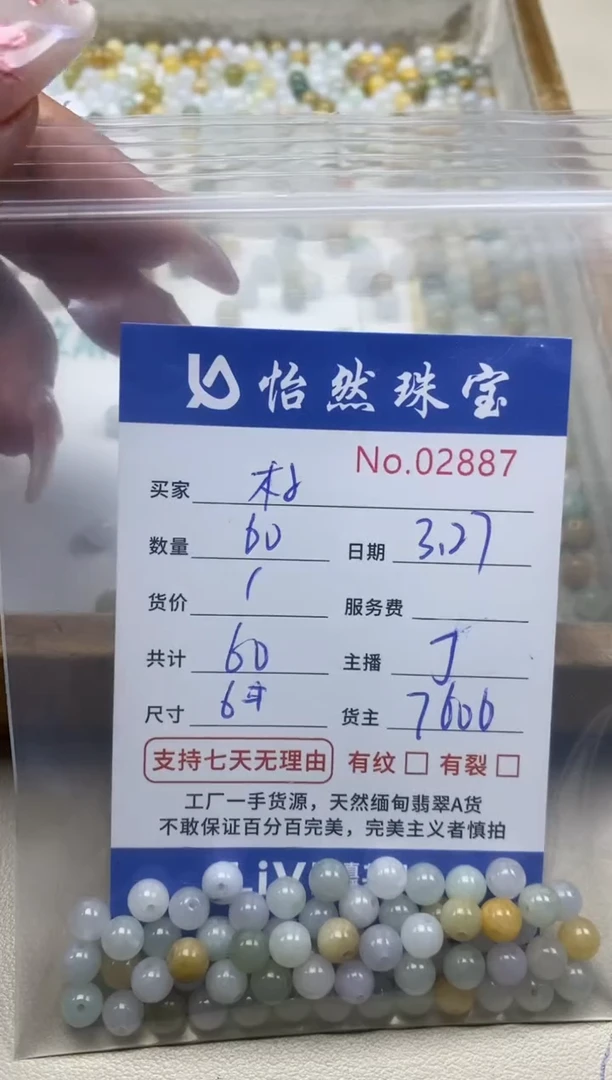 怡然珠宝
No.02887
买家
数量 60 日期 3.27
货价 1 服务费
共计 60 主播 J
尺寸 6 货主 7606
支持七天无理由 有纹 有裂
工厂一手货源，天然缅甸翡翠A货
不敢保证百分百完美，完美主义者慎拍